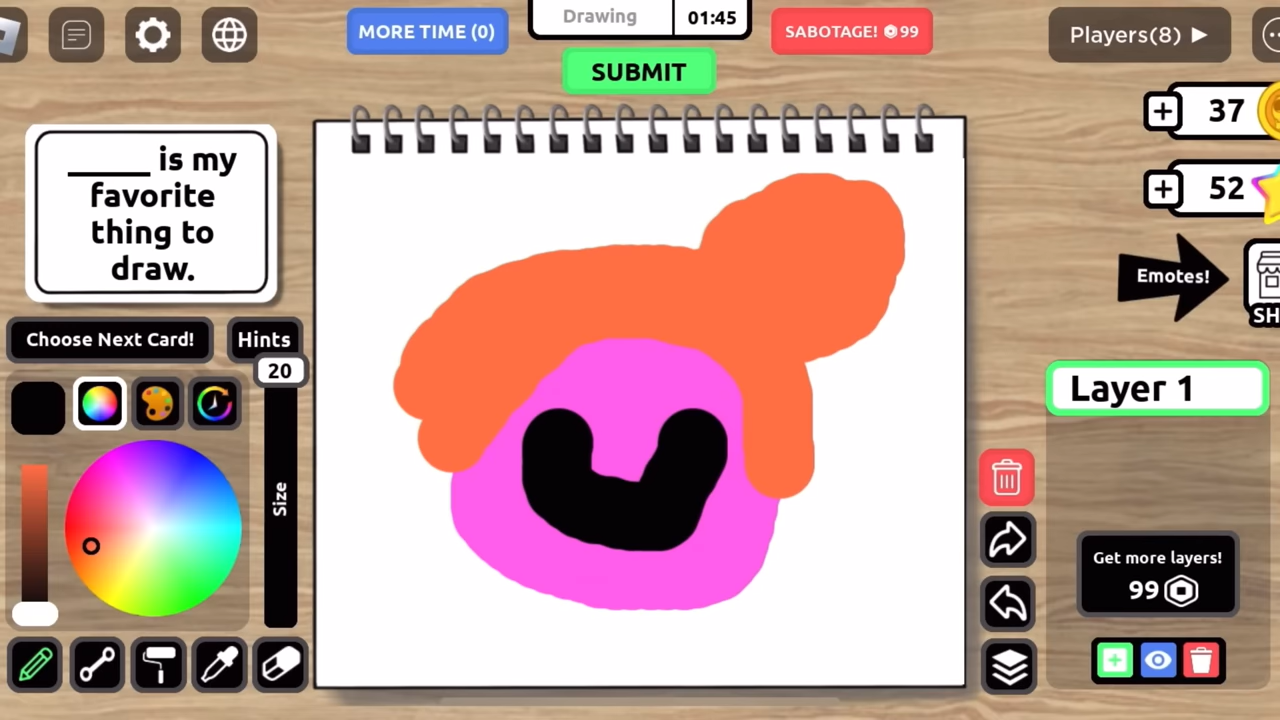 MORE TIME (0)
Drawing
01:45
SABOTAGE! 99
Players(8)
SUBMIT
37
52
______ is my
favorite
thing to
draw.
Emotes!
SH
Choose Next Card!
Hints
20
Layer 1
Size
Get more layers!
99